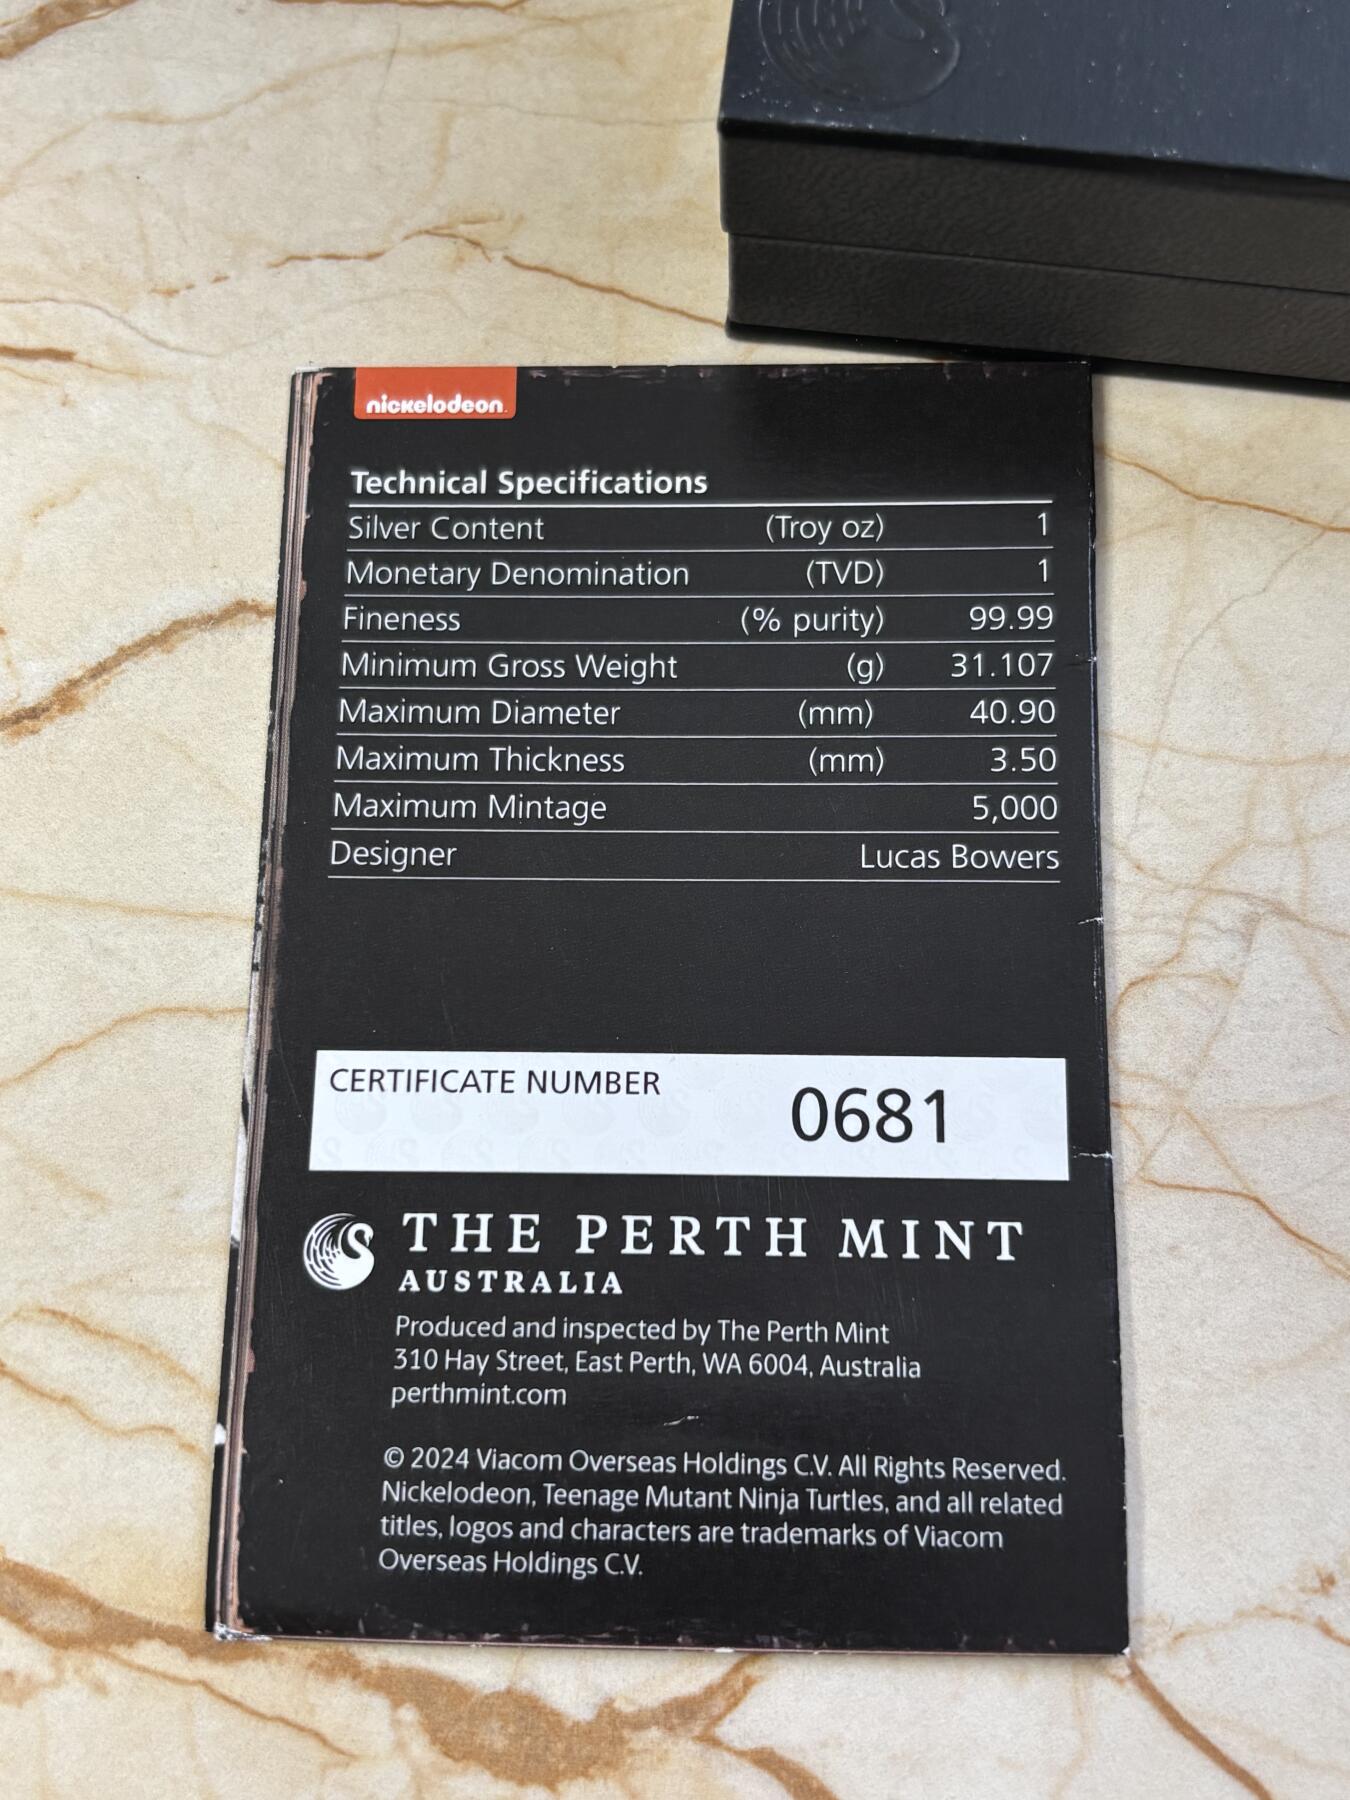 nickelodeon
Technical Specifications
Silver Content (Troy oz) 1
Monetary Denomination (TVD) 1
Fineness (% purity) 99.99
Minimum Gross Weight (g) 31.107
Maximum Diameter (mm) 40.90
Maximum Thickness (mm) 3.50
Maximum Mintage 5,000
Designer Lucas Bowers
CERTIFICATE NUMBER 0681
THE PERTH MINT
AUSTRALIA
Produced and inspected by The Perth Mint
310 Hay Street, East Perth, WA 6004, Australia
perthmint.com
© 2024 Viacom Overseas Holdings C.V. All Rights Reserved.
Nickelodeon, Teenage Mutant Ninja Turtles, and all related
titles, logos and characters are trademarks of Viacom
Overseas Holdings C.V.